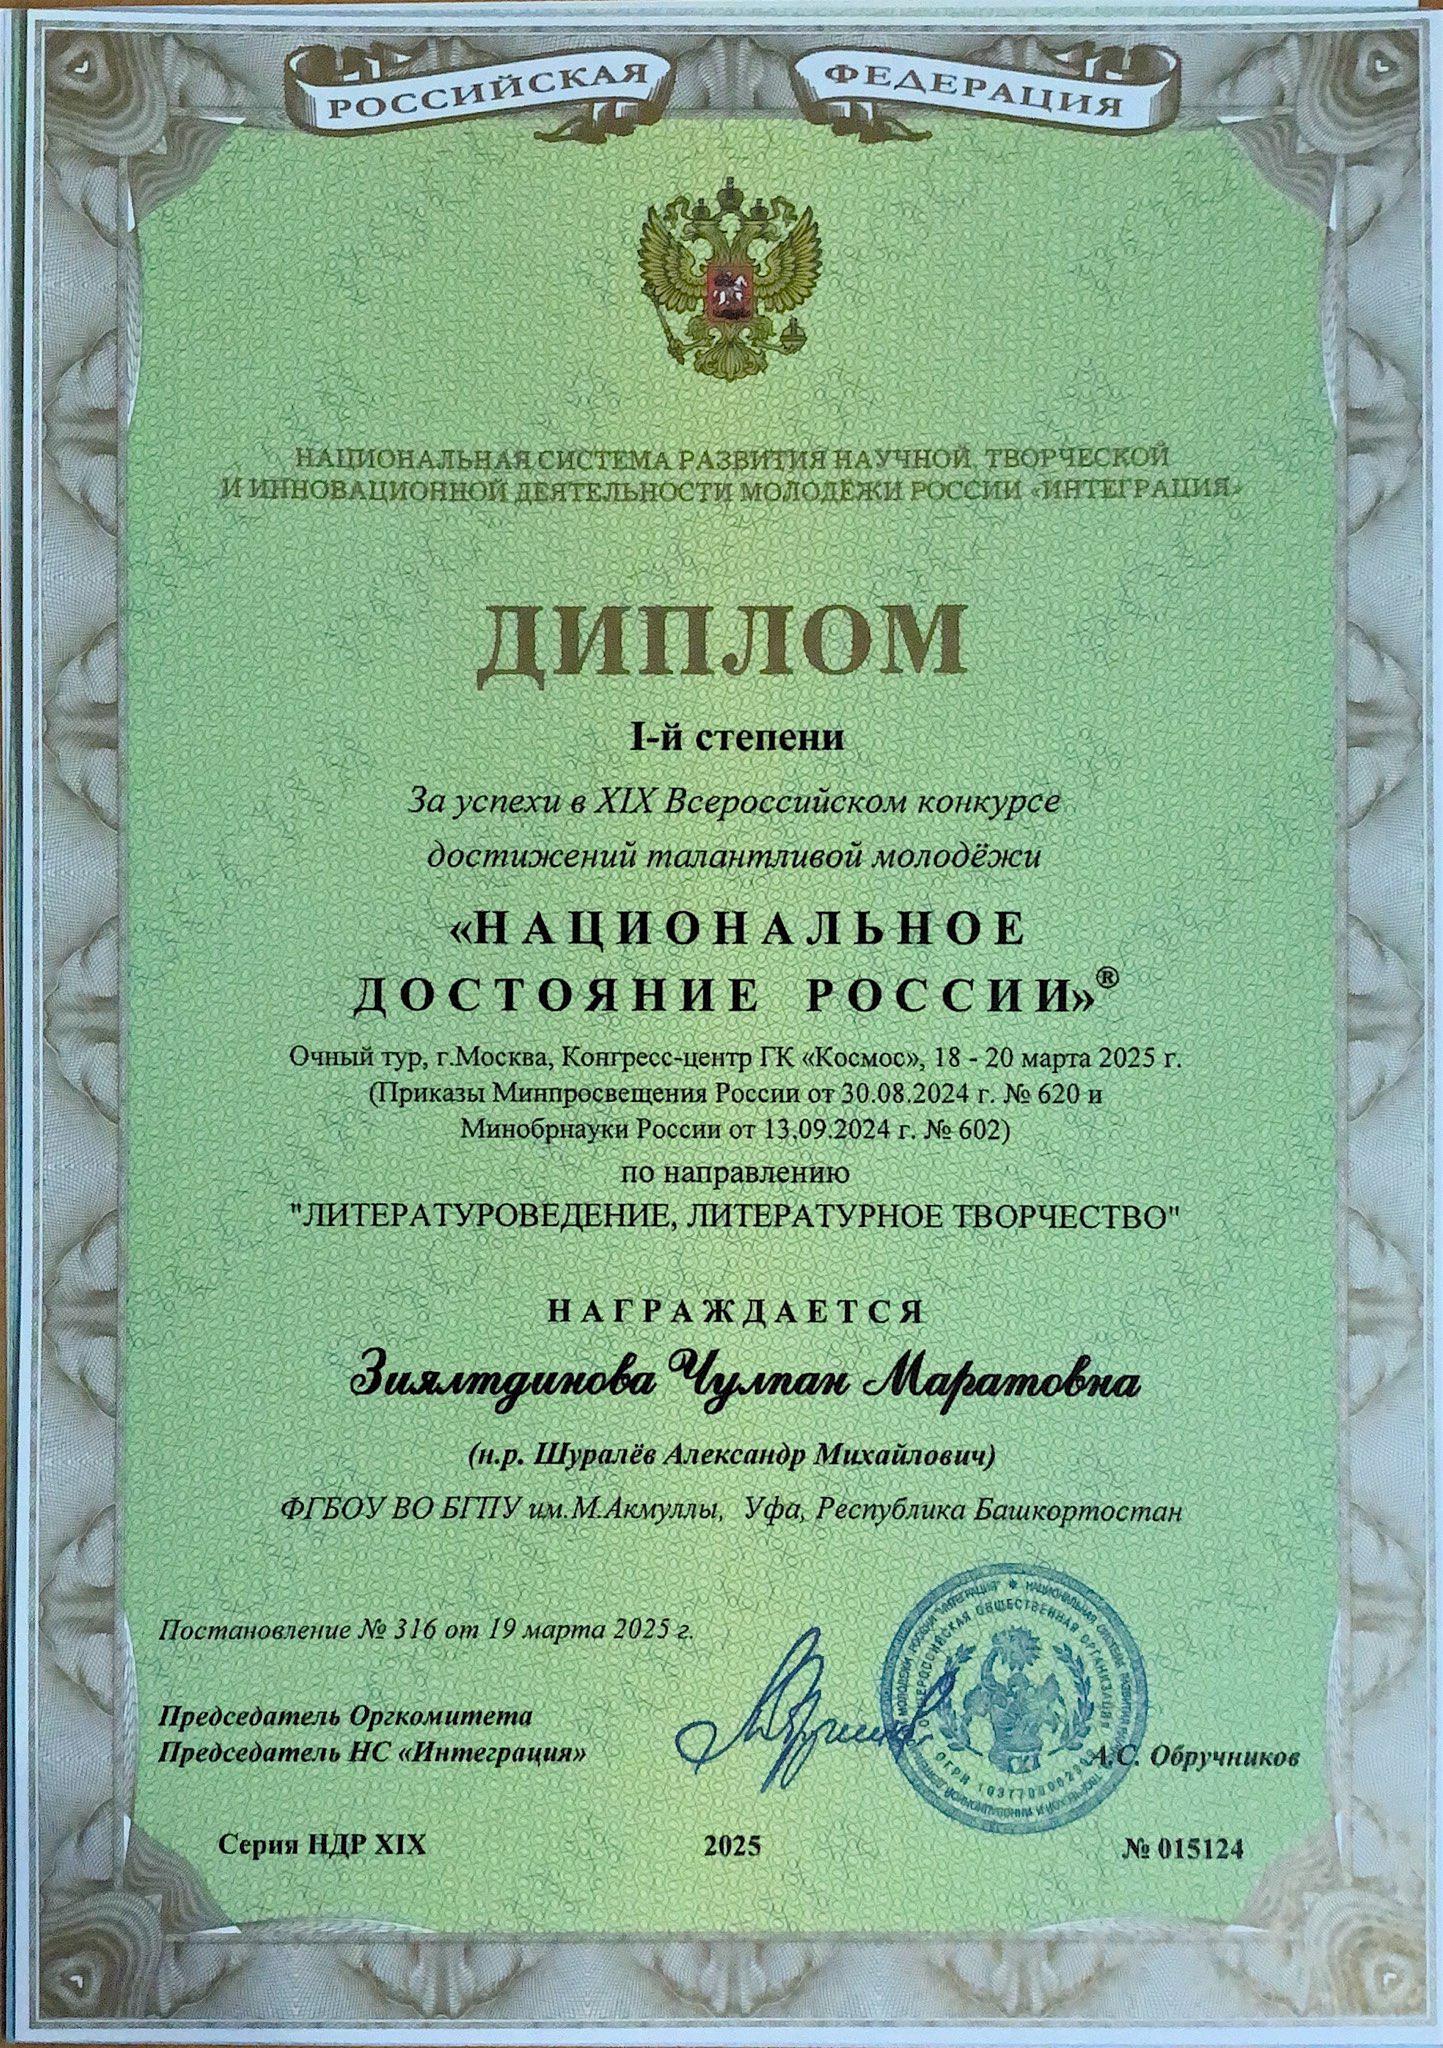 РОССИЙСКАЯ ФЕДЕРАЦИЯ
НАЦИОНАЛЬНАЯ СИСТЕМА РАЗВИТИЯ НАУЧНОЙ, ТВОРЧЕСКОЙ
И ИННОВАЦИОННОЙ ДЕЯТЕЛЬНОСТИ МОЛОДЁЖИ РОССИИ «ИНТЕГРАЦИЯ»
ДИПЛОМ
I-й степени
За успехи в XIX Всероссийском конкурсе
достижений талантливой молодёжи
«НАЦИОНАЛЬНОЕ
ДОСТОЯНИЕ РОССИИ»®
Очный тур, г.Москва, Конгресс-центр ГК «Космос», 18 - 20 марта 2025 г.
(Приказы Минпросвещения России от 30.08.2024 г. № 620 и
Минобрнауки России от 13.09.2024 г. № 602)
по направлению
"ЛИТЕРАТУРОВЕДЕНИЕ, ЛИТЕРАТУРНОЕ ТВОРЧЕСТВО"
НАГРАЖДАЕТСЯ
Зиялтдинова Чулпан Маратовна
(н.р. Шуралёв Александр Михайлович)
ФГБОУ ВО БГПУ им.М.Акмуллы, Уфа, Республика Башкортостан
Постановление № 316 от 19 марта 2025 г.
Председатель Оргкомитета
Председатель НС «Интеграция»
А.С. Обручников
ОБЩЕРОССИЙСКАЯ ОБЩЕСТВЕННАЯ ОРГАНИЗАЦИЯ
Серия НДР XIX 2025 № 015124